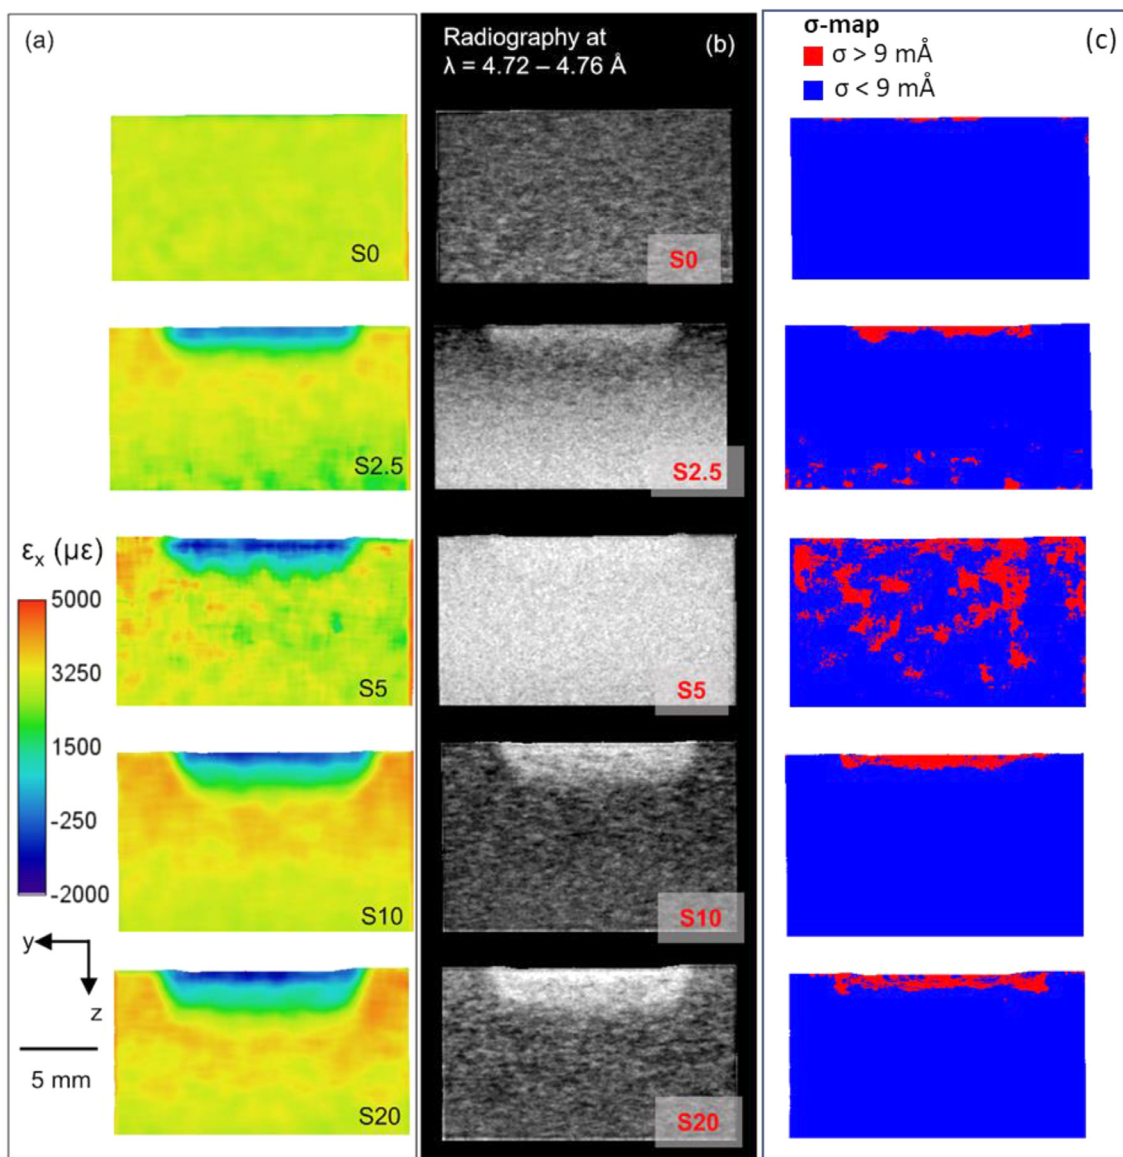 (a)
S0
S2.5
S5
εx (με)
5000
3250
1500
-250
-2000
S10
y
z
5 mm
S20
Radiography at
λ = 4.72 – 4.76 Å
(b)
S0
S2.5
S5
S10
S20
σ-map
(c)
σ > 9 mÅ
σ < 9 mÅ